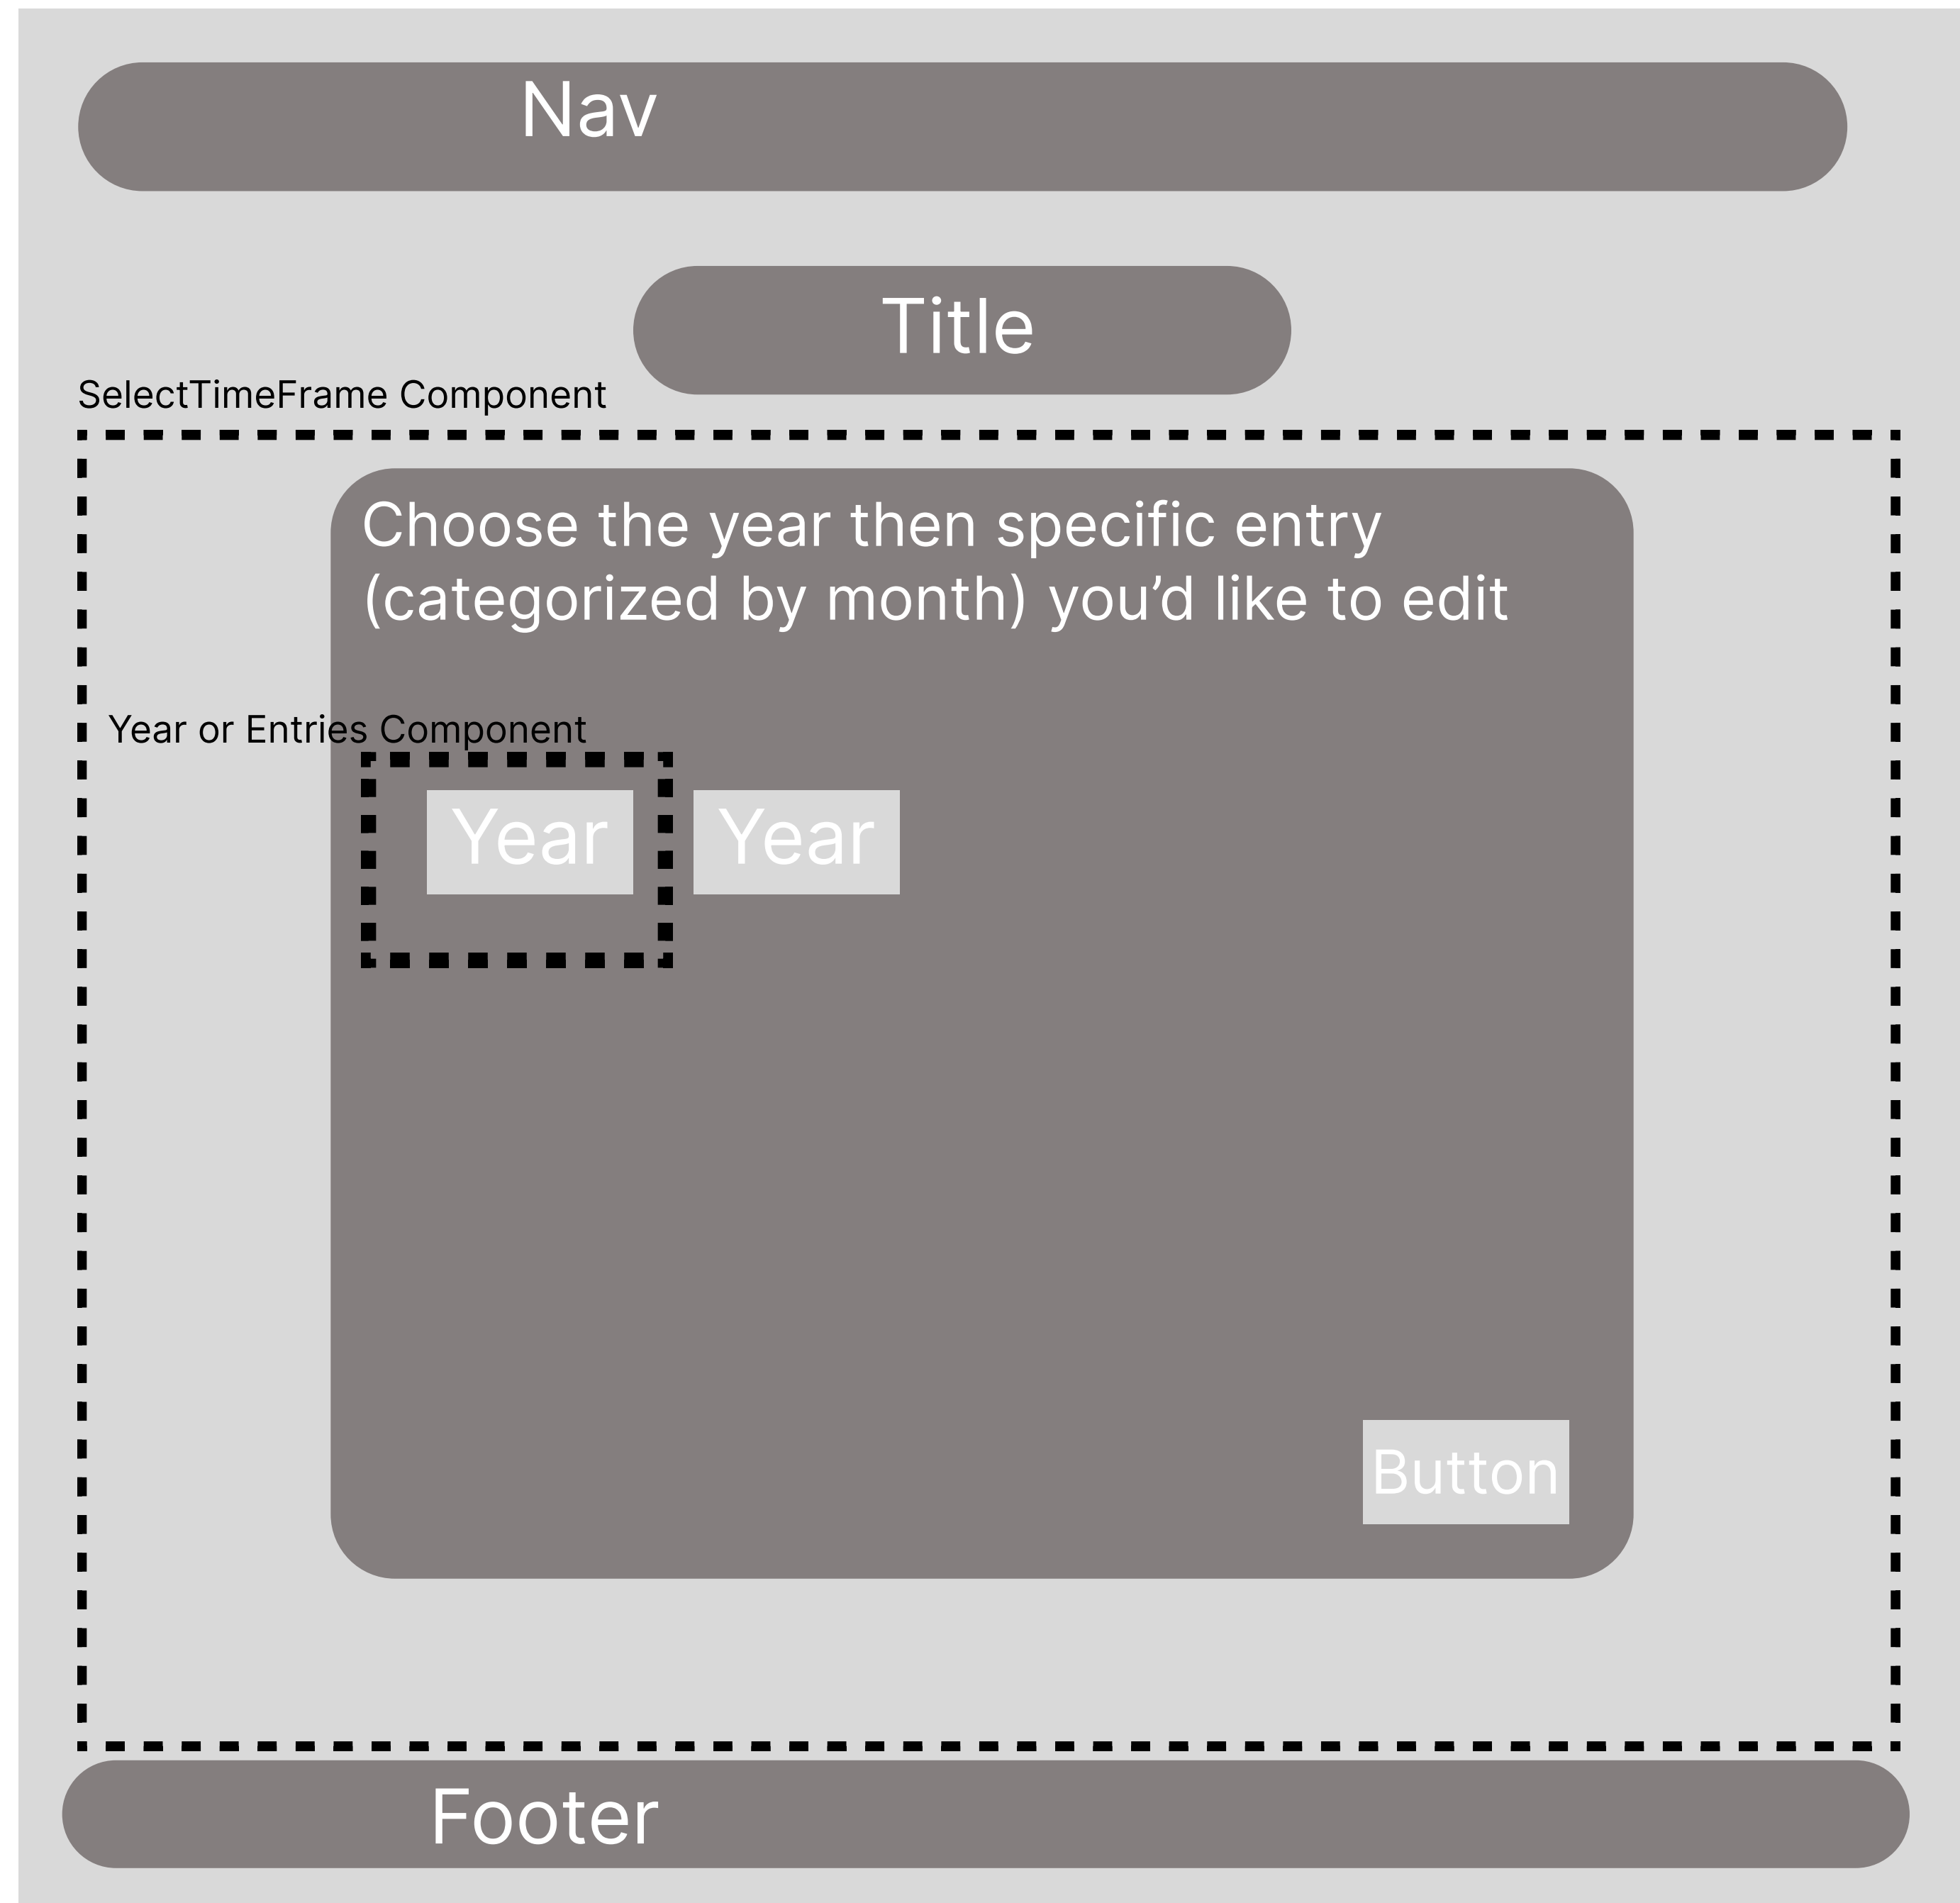 Nav
Title
SelectTimeFrame Component
Choose the year then specific entry
(categorized by month) you'd like to edit
Year or Entries Component
Year Year
Button
Footer